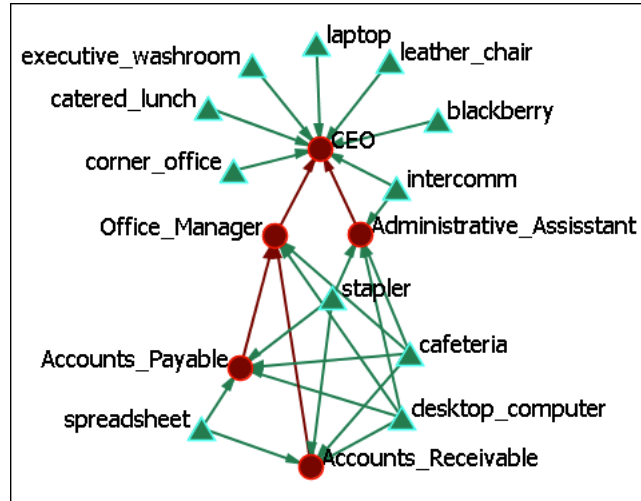 laptop
executive_washroom
leather_chair
catered_lunch
blackberry
CEO
corner_office
intercomm
Office_Manager
Administrative_Assisstant
stapler
cafeteria
Accounts_Payable
desktop_computer
spreadsheet
Accounts_Receivable